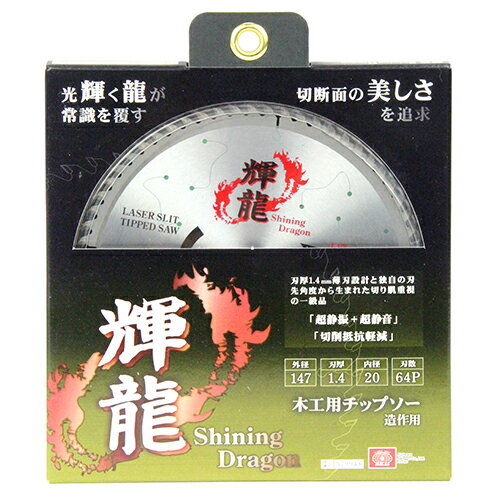 光輝く龍が
常識を覆す
切断面の美しさ
を追求
LASER SLIT
TIPPED SAW
輝龍
Shining
Dragon
刃厚1.4mm薄刃設計と独自の刃
先角度から生まれた切り肌重視
の一級品
「超静振+超静音」
「切削抵抗軽減」
外径 刃厚 内径 刃数
147 1.4 20 64P
木工用チップソー
造作用
輝龍
Shining
Dragon